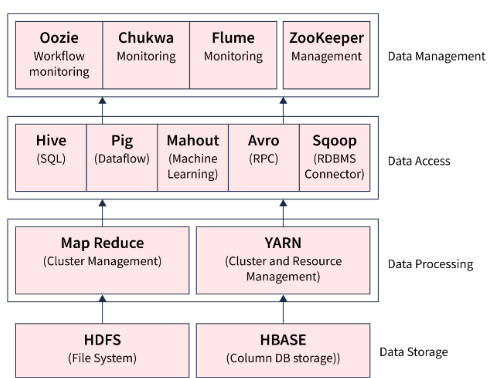 Oozie
Workflow
monitoring
Chukwa
Monitoring
Flume
Monitoring
ZooKeeper
Management
Data Management
Hive
(SQL)
Pig
(Dataflow)
Mahout
(Machine
Learning)
Avro
(RPC)
Sqoop
(RDBMS
Connector)
Data Access
Map Reduce
(Cluster Management)
YARN
(Cluster and Resource
Management)
Data Processing
HDFS
(File System)
HBASE
(Column DB storage))
Data Storage